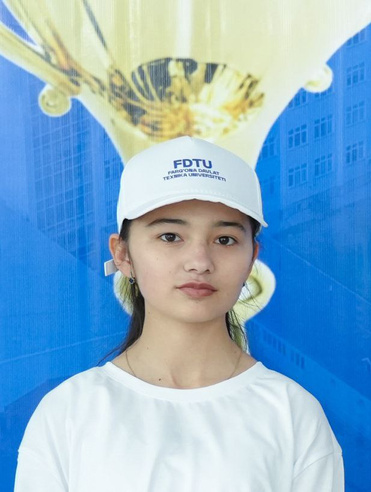 FDTU
FARG'ONA DAVLAT
TEXNIKA UNIVERSITETI